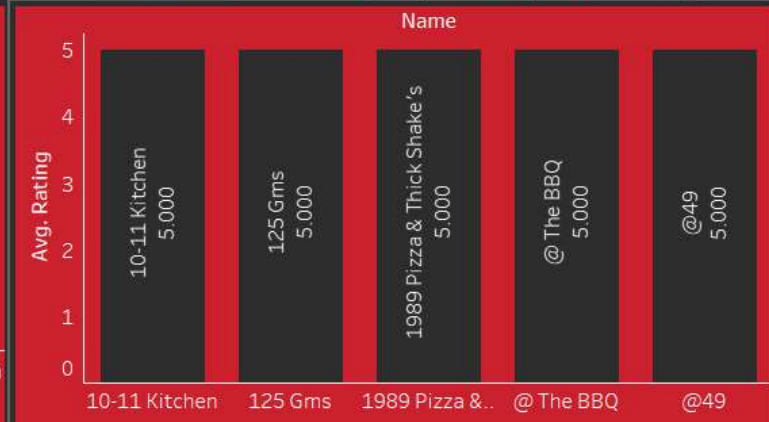 Name
Avg. Rating
5
4
3
2
1
0
10-11 Kitchen
5.000
125 Gms
5.000
1989 Pizza & Thick Shake's
5.000
@ The BBQ
5.000
@49
5.000
10-11 Kitchen
125 Gms
1989 Pizza &..
@ The BBQ
@49